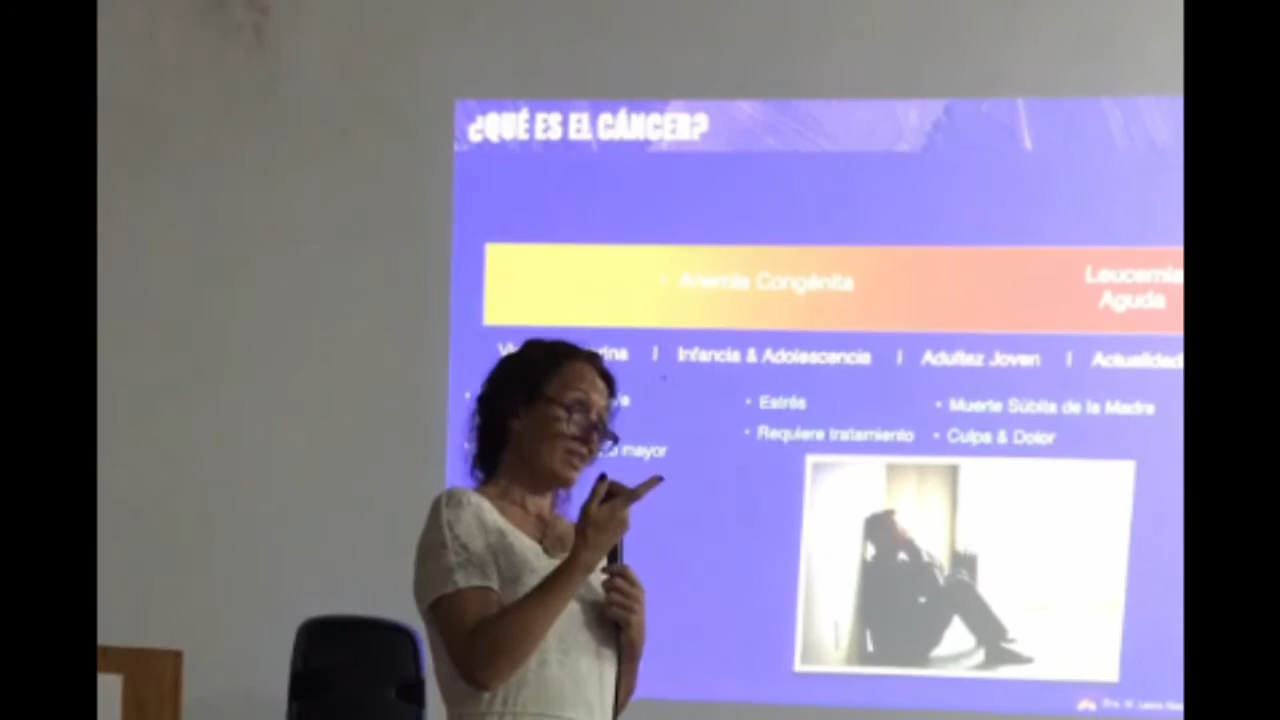 ¿QUÉ ES EL CÁNCER?
Anemia Congénita
Leucemia
Aguda
| Infancia & Adolescencia | Adultez Joven | Actualidad
• Estrés
• Muerte Súbita de la Madre
mayor
• Requiere tratamiento
• Culpa & Dolor